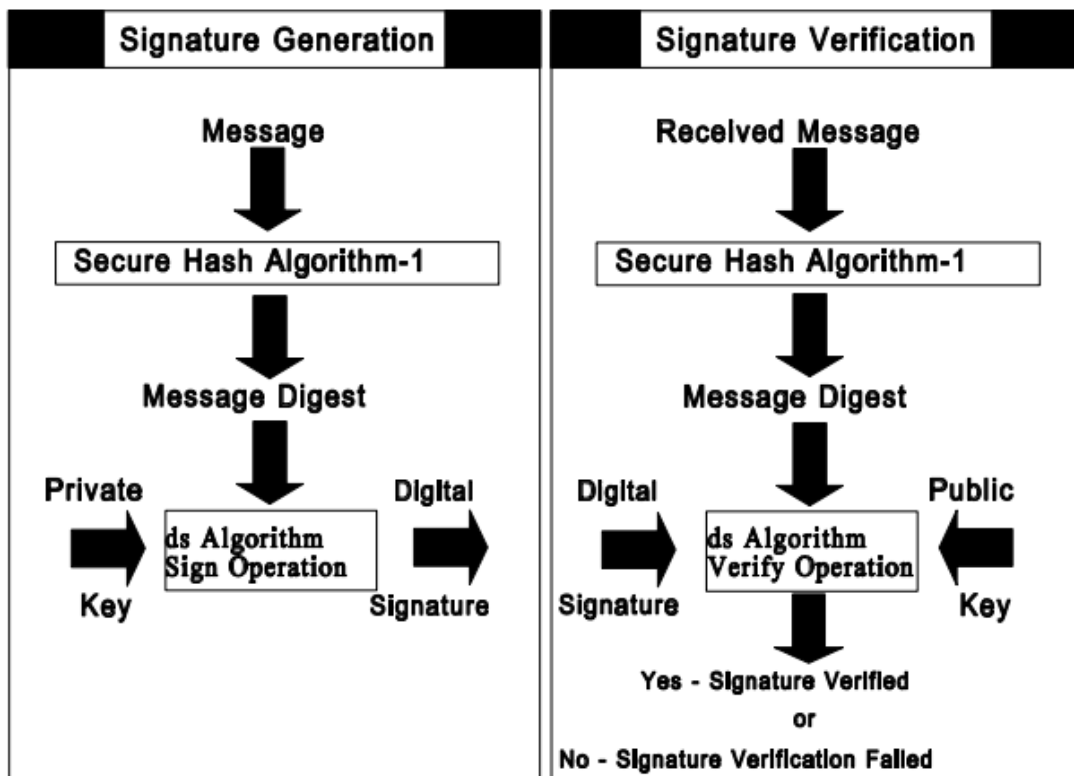 Signature Generation
Message
Secure Hash Algorithm-1
Message Digest
Private
Key
ds Algorithm
Sign Operation
Digital
Signature
Signature Verification
Received Message
Secure Hash Algorithm-1
Message Digest
Digital
Signature
ds Algorithm
Verify Operation
Public
Key
Yes - Signature Verified
or
No - Signature Verification Failed